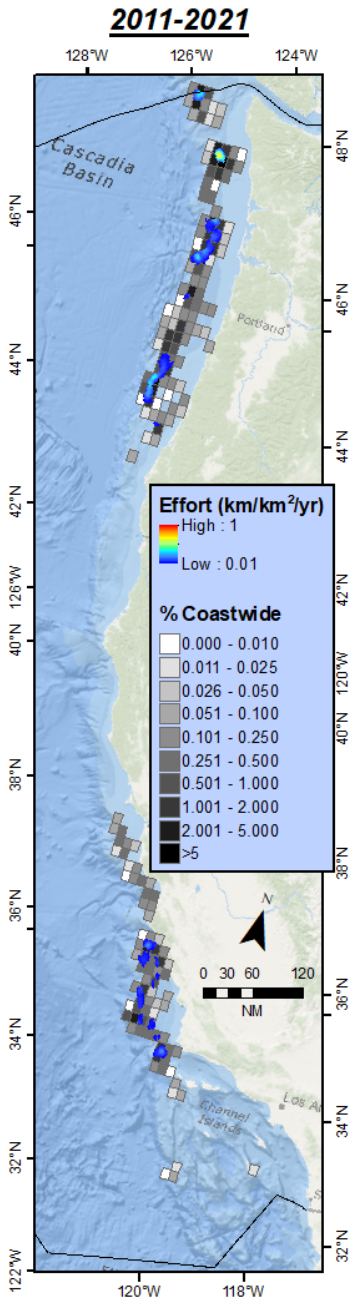 2011-2021
128°W
126°W
124°W
Cascadia
Basin
48°N
46°N
46°N
Portland
44°N
44°N
42°N
Effort (km/km²/yr)
High : 1
Low : 0.01
126°W
42°N
40°N
% Coastwide
0.000 - 0.010
0.011 - 0.025
0.026 - 0.050
0.051 - 0.100
0.101 - 0.250
0.251 - 0.500
0.501 - 1.000
1.001 - 2.000
2.001 - 5.000
>5
120°W
40°N
38°N
38°N
36°N
N
0 30 60 120
NM
36°N
34°N
Los A
Channel
Islands
34°N
32°N
32°N
122°W
120°W
118°W